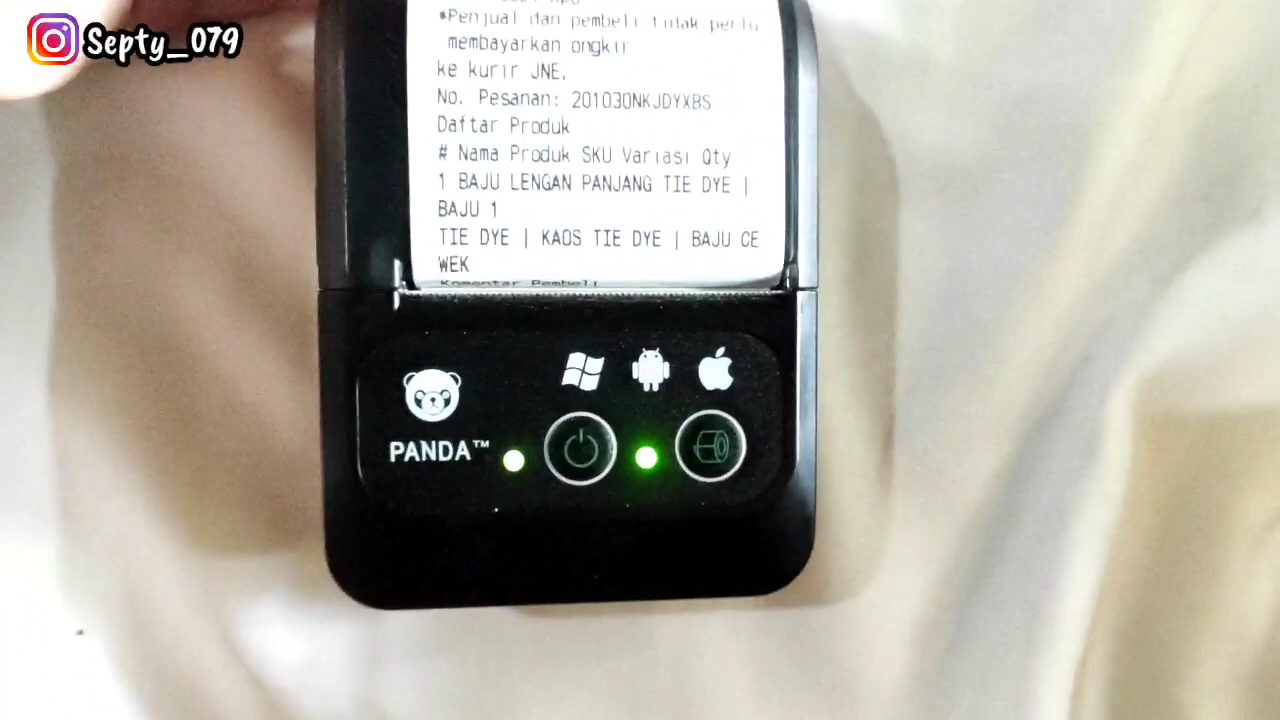 Septy_079
*Penjual dan pembeli tidak perlu
membayarkan ongkir
ke kurir JNE.
No. Pesanan: 201030NKJDYXBS
Daftar Produk
# Nama Produk SKU Variasi Qty
1 BAJU LENGAN PANJANG TIE DYE |
BAJU 1
TIE DYE | KAOS TIE DYE | BAJU CE
WEK
Komentar Pembeli
PANDA™